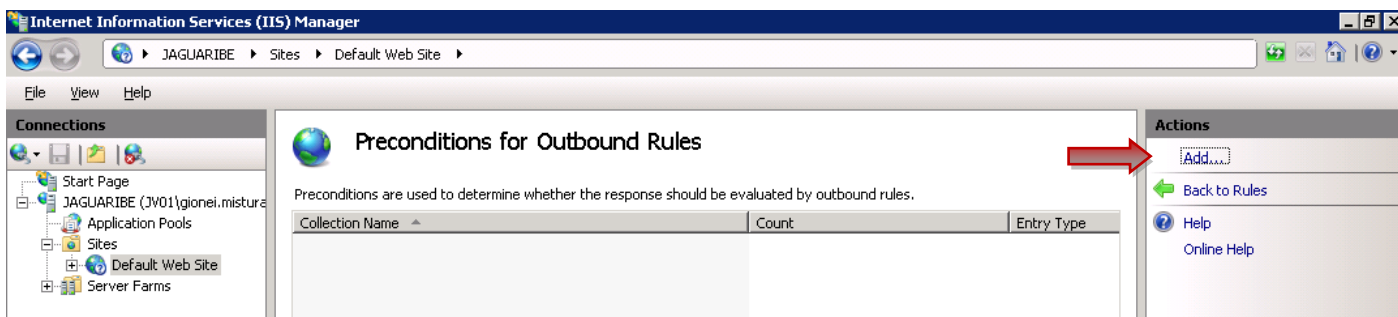 Internet Information Services (IIS) Manager
JAGUARIBE Sites Default Web Site
File View Help
Connections
Start Page
JAGUARIBE (JV01\gionei.mistura
Application Pools
Sites
Default Web Site
Server Farms
Preconditions for Outbound Rules
Preconditions are used to determine whether the response should be evaluated by outbound rules.
Collection Name Count Entry Type
Actions
Add...
Back to Rules
Help
Online Help